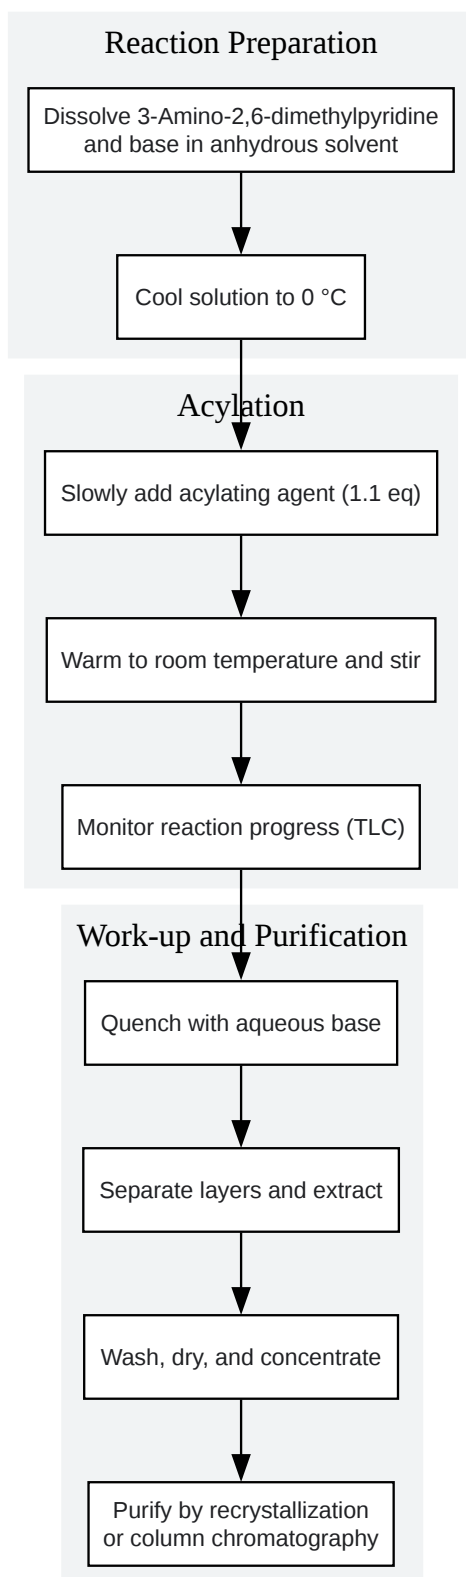 Reaction Preparation
Dissolve 3-Amino-2,6-dimethylpyridine
and base in anhydrous solvent
Cool solution to 0 °C
Acylation
Slowly add acylating agent (1.1 eq)
Warm to room temperature and stir
Monitor reaction progress (TLC)
Work-up and Purification
Quench with aqueous base
Separate layers and extract
Wash, dry, and concentrate
Purify by recrystallization
or column chromatography